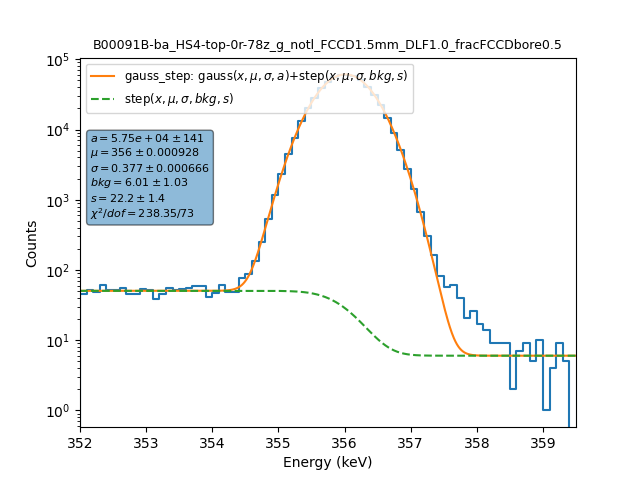 B00091B-ba_HS4-top-0r-78z_g_notl_FCCD1.5mm_DLF1.0_fracFCCDbore0.5
gauss_step: gauss(x, μ, σ, a)+step(x, μ, σ, bkg, s)
step(x, μ, σ, bkg, s)
a = 5.75e + 04 ± 141
μ = 356 ± 0.000928
σ = 0.377 ± 0.000666
bkg = 6.01 ± 1.03
s = 22.2 ± 1.4
χ²/dof = 238.35/73
Counts
10⁵
10⁴
10³
10²
10¹
10⁰
352 353 354 355 356 357 358 359
Energy (keV)